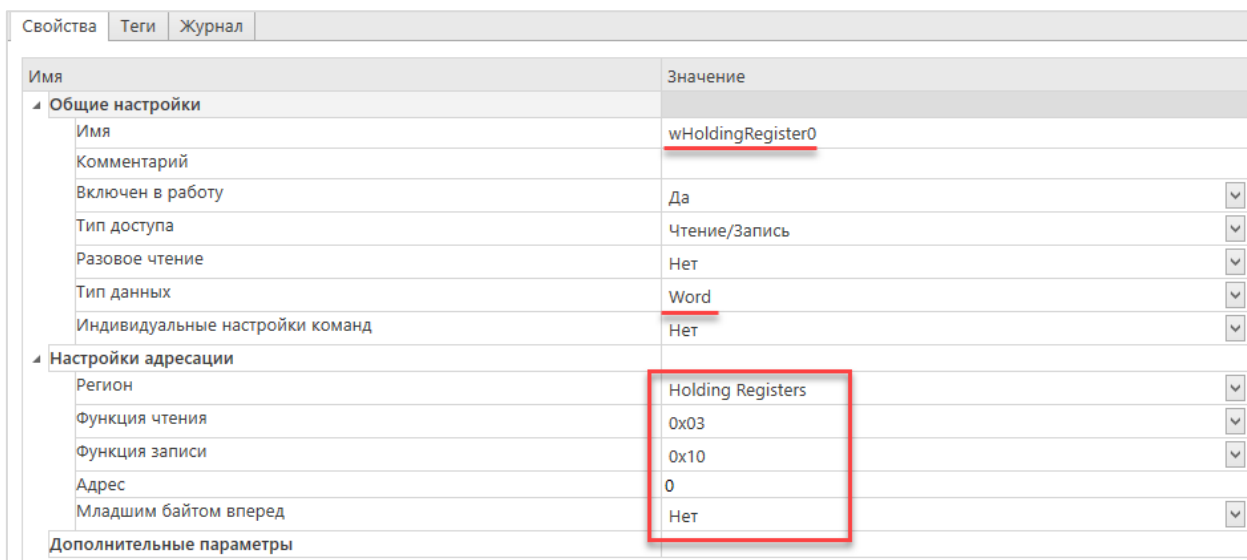 Свойства Теги Журнал
Имя Значение
Общие настройки
Имя wHoldingRegister0
Комментарий
Включен в работу Да
Тип доступа Чтение/Запись
Разовое чтение Нет
Тип данных Word
Индивидуальные настройки команд Нет
Настройки адресации
Регион Holding Registers
Функция чтения 0x03
Функция записи 0x10
Адрес 0
Младшим байтом вперед Нет
Дополнительные параметры